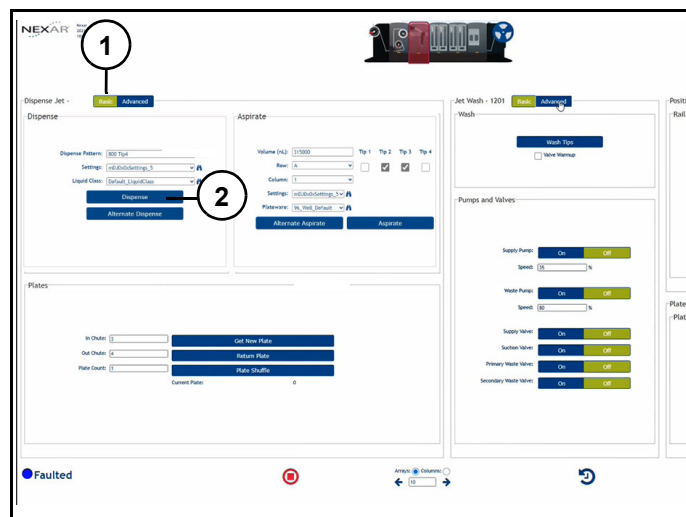 NEXAR
1
Dispense Jet -
Basic
Advanced
Dispense
Dispense Pattern:
800 Tip4
Settings:
Liquid Class:
Default_LiquidClass
Dispense
2
Alternate Dispense
Aspirate
Volume (nL):
315000
Tip 1
Tip 2
Tip 3
Tip 4
Row:
A
Column:
1
Settings:
Plateware:
96_Well_Default
Alternate Aspirate
Aspirate
Plates
In Chute:
3
Get New Plate
Out Chute:
4
Return Plate
Plate Count:
Plate Shuffle
Current Plate:
0
Jet Wash - 1201
Basic
Advanced
Wash
Wash Tips
Valve Warmup
Pumps and Valves
Supply Pump:
On
Off
Speed:
35
%
Waste Pump:
On
Off
Speed:
80
%
Supply Valve:
On
Off
Suction Valve:
On
Off
Primary Waste Valve:
On
Off
Secondary Waste Valve:
On
Off
Positi
Rail
Plate
Plat
Faulted
Arrays:
Columns:
10